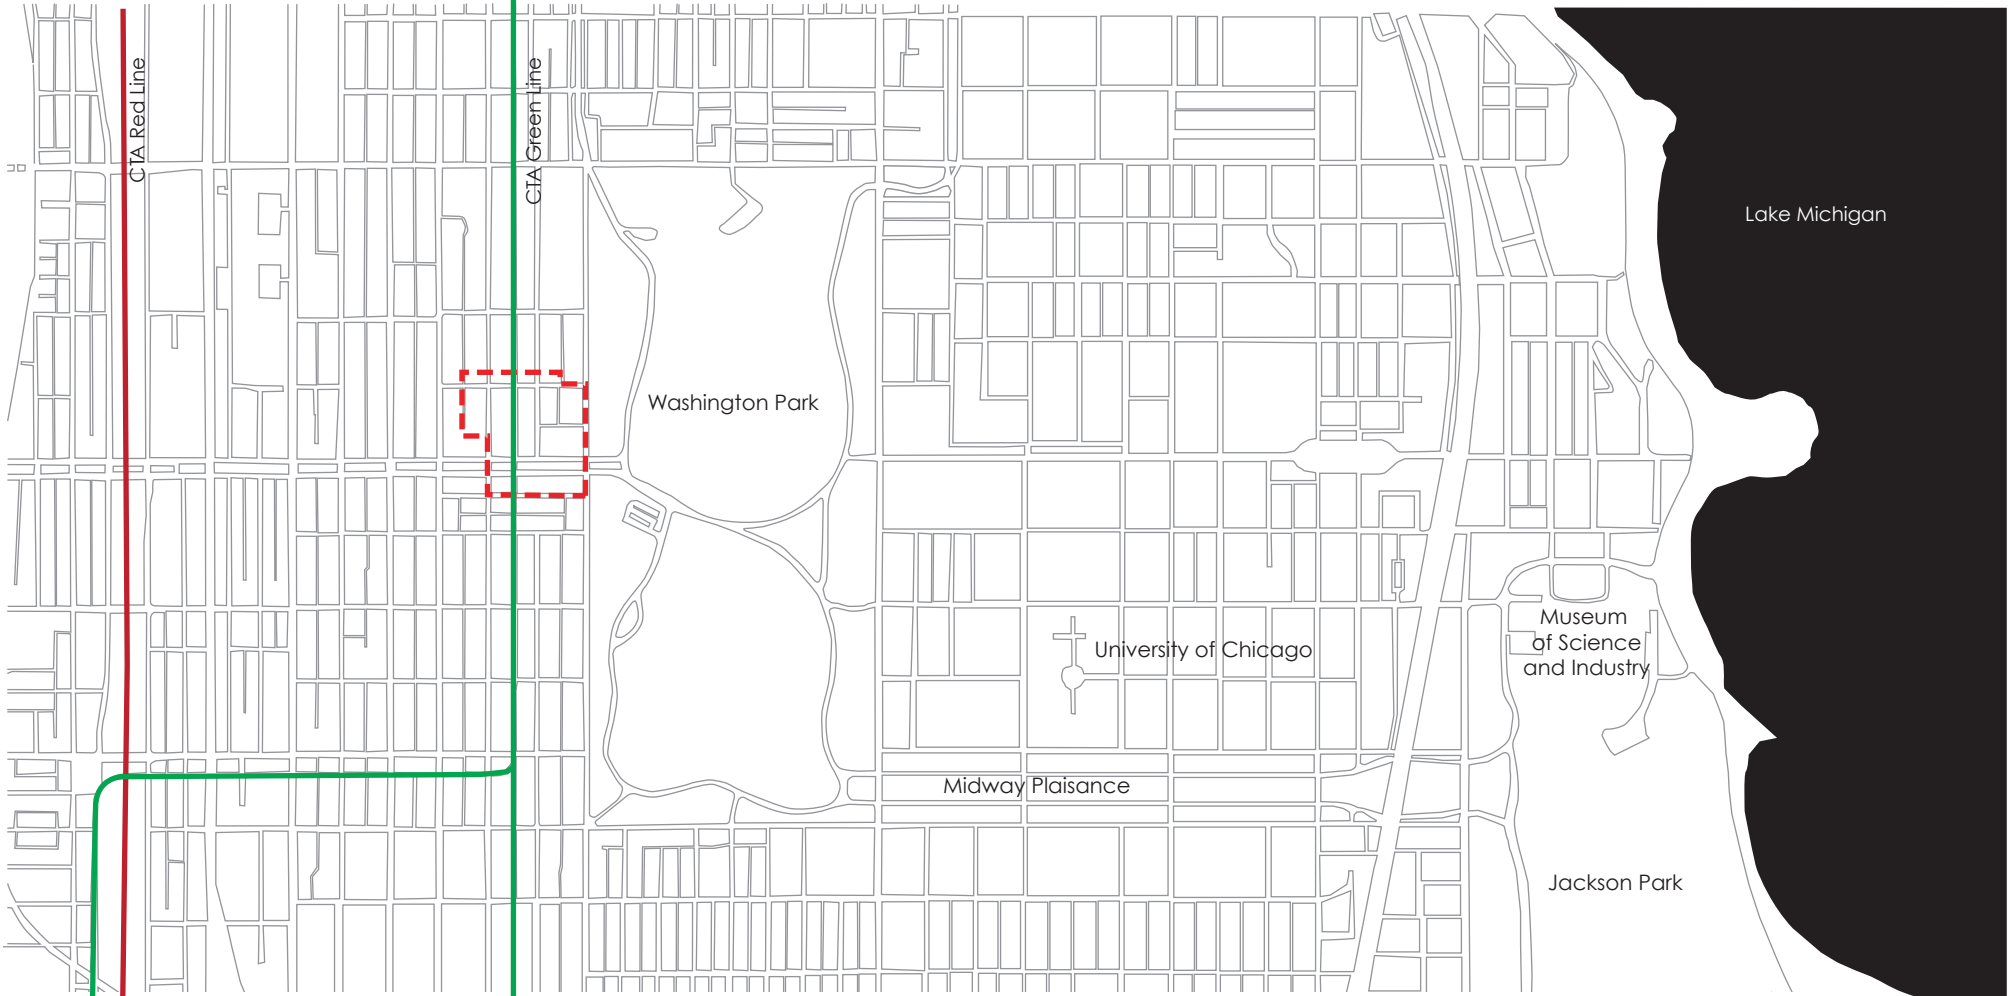 CTA Red Line
CTA Green Line
Lake Michigan
Washington Park
Museum
of Science
and Industry
University of Chicago
Midway Plaisance
Jackson Park